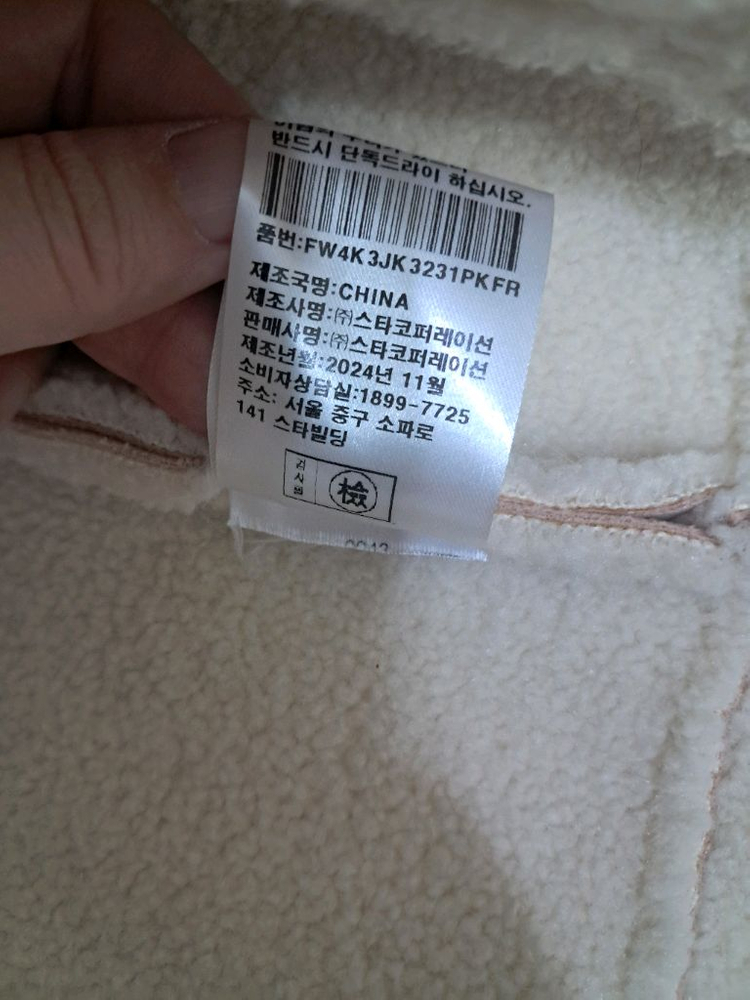 반드시 단독드라이 하십시오.
품번:FW4K3JK3231PKFR
제조국명:CHINA
제조사명:㈜스타코퍼레이션
판매사명:㈜스타코퍼레이션
제조년월:2024년 11월
소비자상담실:1899-7725
주소: 서울 중구 소파로
141 스타빌딩
검사필 檢